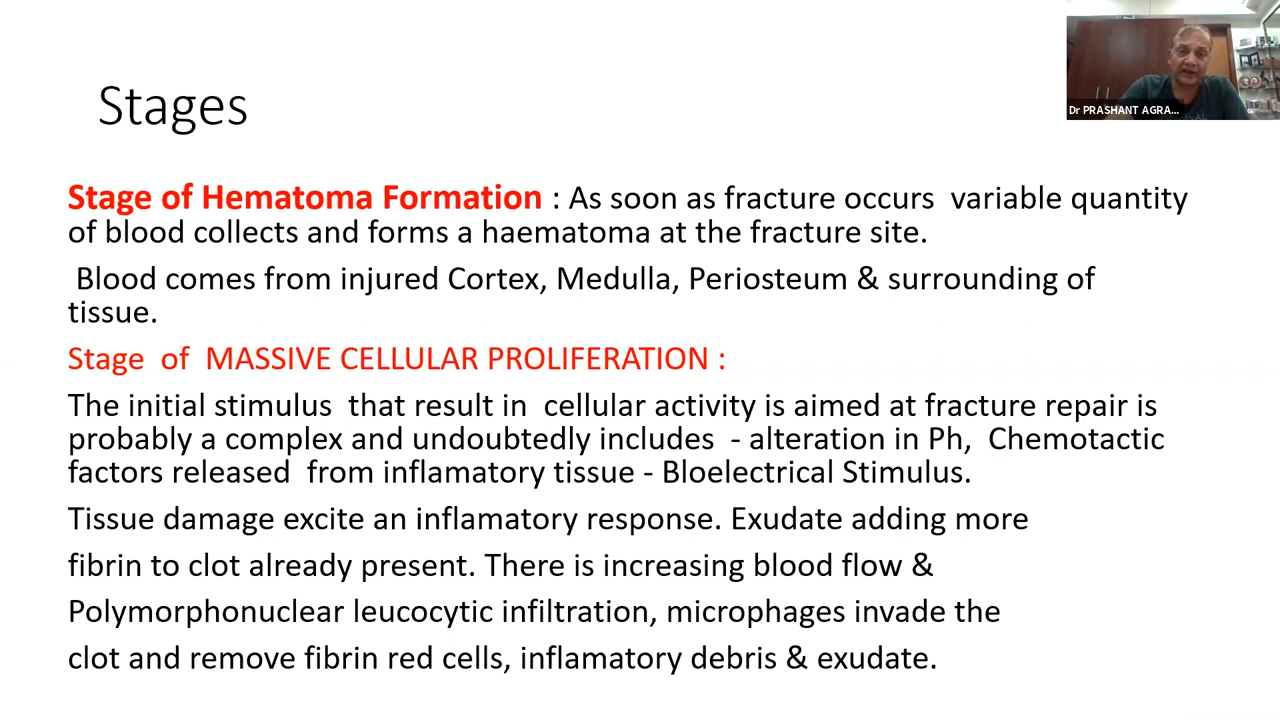 Stages
Dr PRASHANT AGRA...
Stage of Hematoma Formation : As soon as fracture occurs variable quantity
of blood collects and forms a haematoma at the fracture site.
Blood comes from injured Cortex, Medulla, Periosteum & surrounding of
tissue.
Stage of MASSIVE CELLULAR PROLIFERATION :
The initial stimulus that result in cellular activity is aimed at fracture repair is
probably a complex and undoubtedly includes - alteration in Ph, Chemotactic
factors released from inflamatory tissue - Bloelectrical Stimulus.
Tissue damage excite an inflamatory response. Exudate adding more
fibrin to clot already present. There is increasing blood flow &
Polymorphonuclear leucocytic infiltration, microphages invade the
clot and remove fibrin red cells, inflamatory debris & exudate.